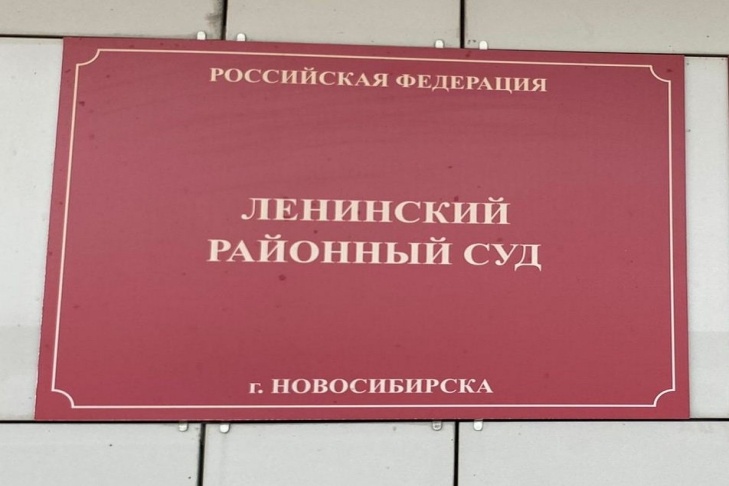 РОССИЙСКАЯ ФЕДЕРАЦИЯ
ЛЕНИНСКИЙ
РАЙОННЫЙ СУД
г. НОВОСИБИРСКА